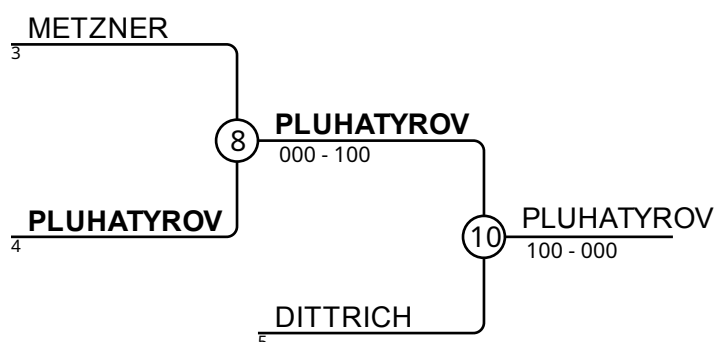 METZNER
3
8
PLUHATYROV
000 - 100
PLUHATYROV
4
10
PLUHATYROV
100 - 000
DITTRICH
5